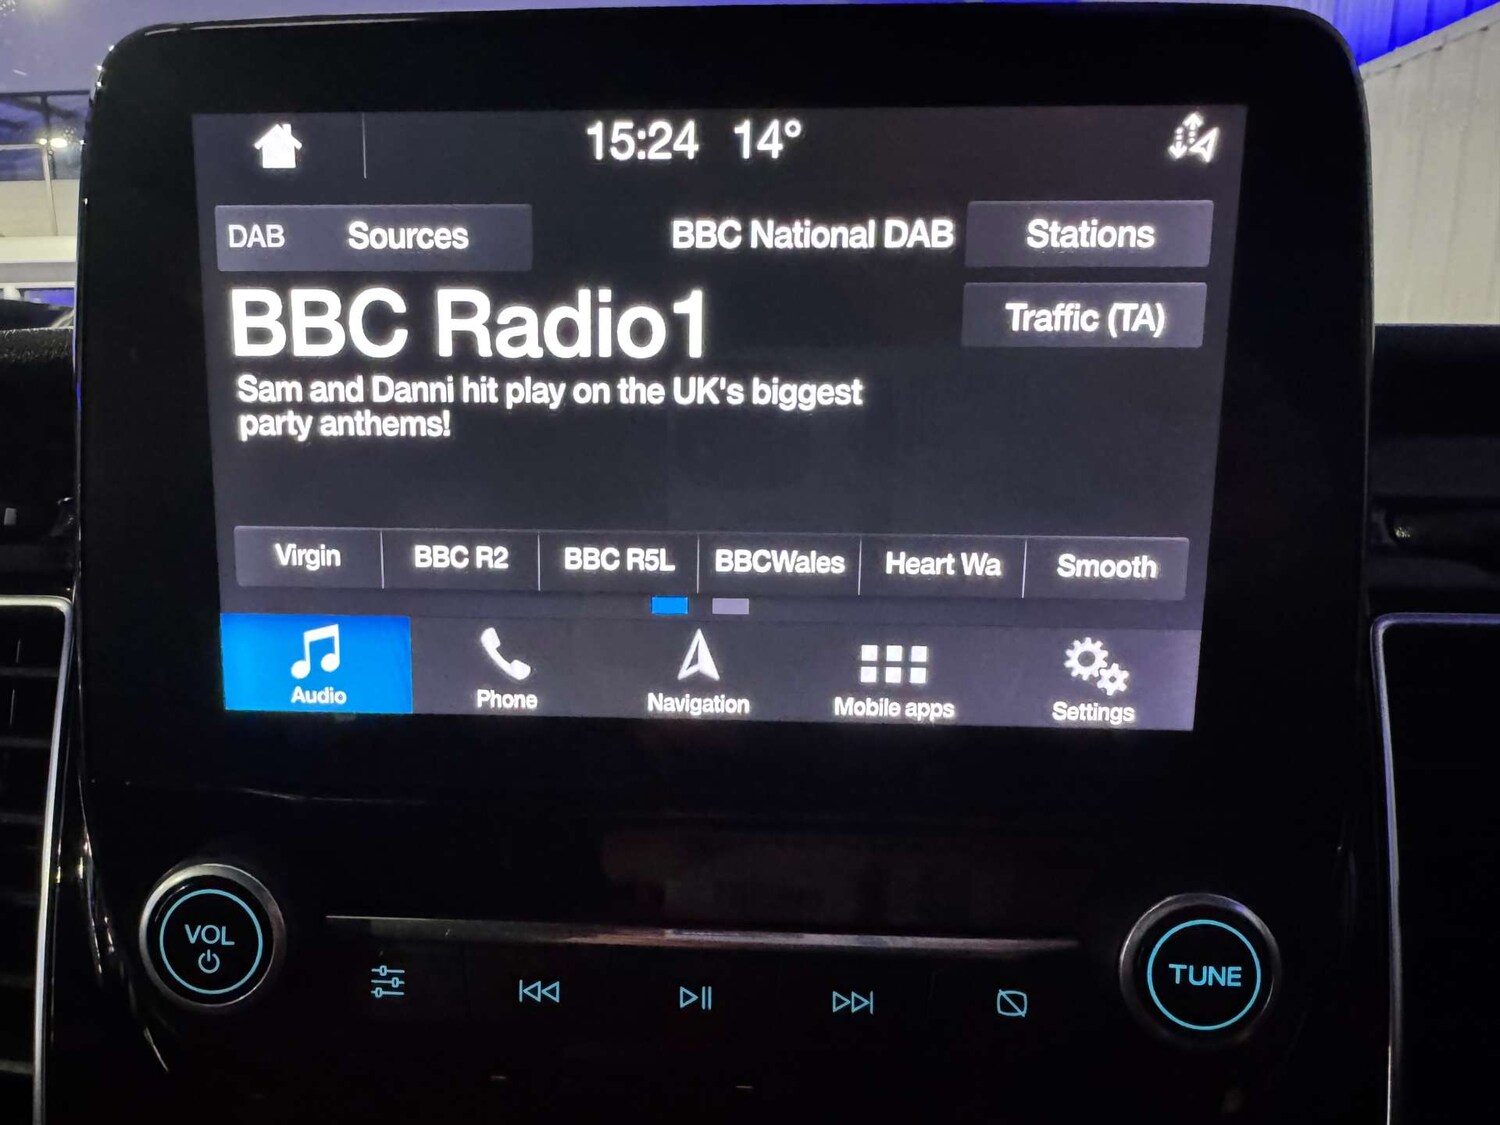 15:24 14°
DAB Sources BBC National DAB Stations
BBC Radio1
Traffic (TA)
Sam and Danni hit play on the UK's biggest
party anthems!
Virgin BBC R2 BBC R5L BBCWales Heart Wa Smooth
Audio Phone Navigation Mobile apps Settings
VOL
TUNE